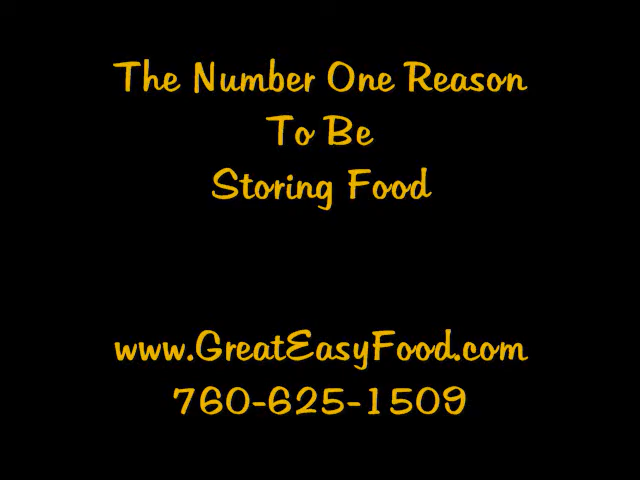 The Number One Reason
To Be
Storing Food
www.GreatEasyFood.com
760-625-1509